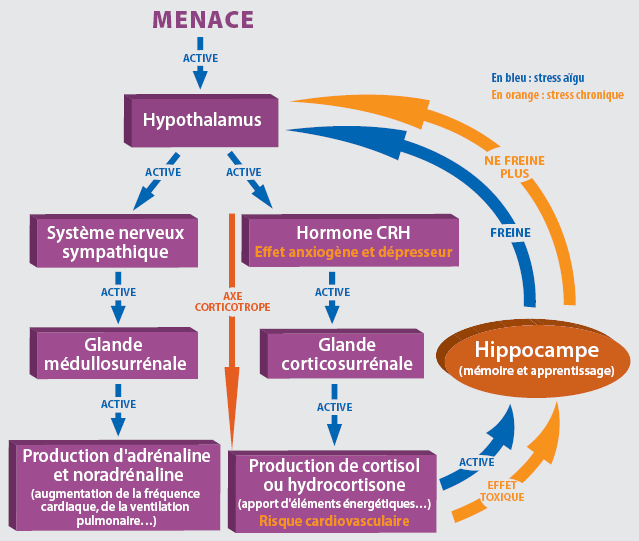 MENACE
ACTIVE
En bleu : stress aïgu
En orange : stress chronique
Hypothalamus
NE FREINE
PLUS
ACTIVE
ACTIVE
FREINE
Système nerveux
sympathique
Hormone CRH
Effet anxiogène et dépresseur
ACTIVE
AXE
CORTICOTROPE
ACTIVE
Glande
médullosurrénale
Glande
corticosurrénale
Hippocampe
(mémoire et apprentissage)
ACTIVE
ACTIVE
Production d'adrénaline
et noradrénaline
(augmentation de la fréquence
cardiaque, de la ventilation
pulmonaire...)
Production de cortisol
ou hydrocortisone
(apport d'éléments énergétiques...)
Risque cardiovasculaire
ACTIVE
EFFET
TOXIQUE